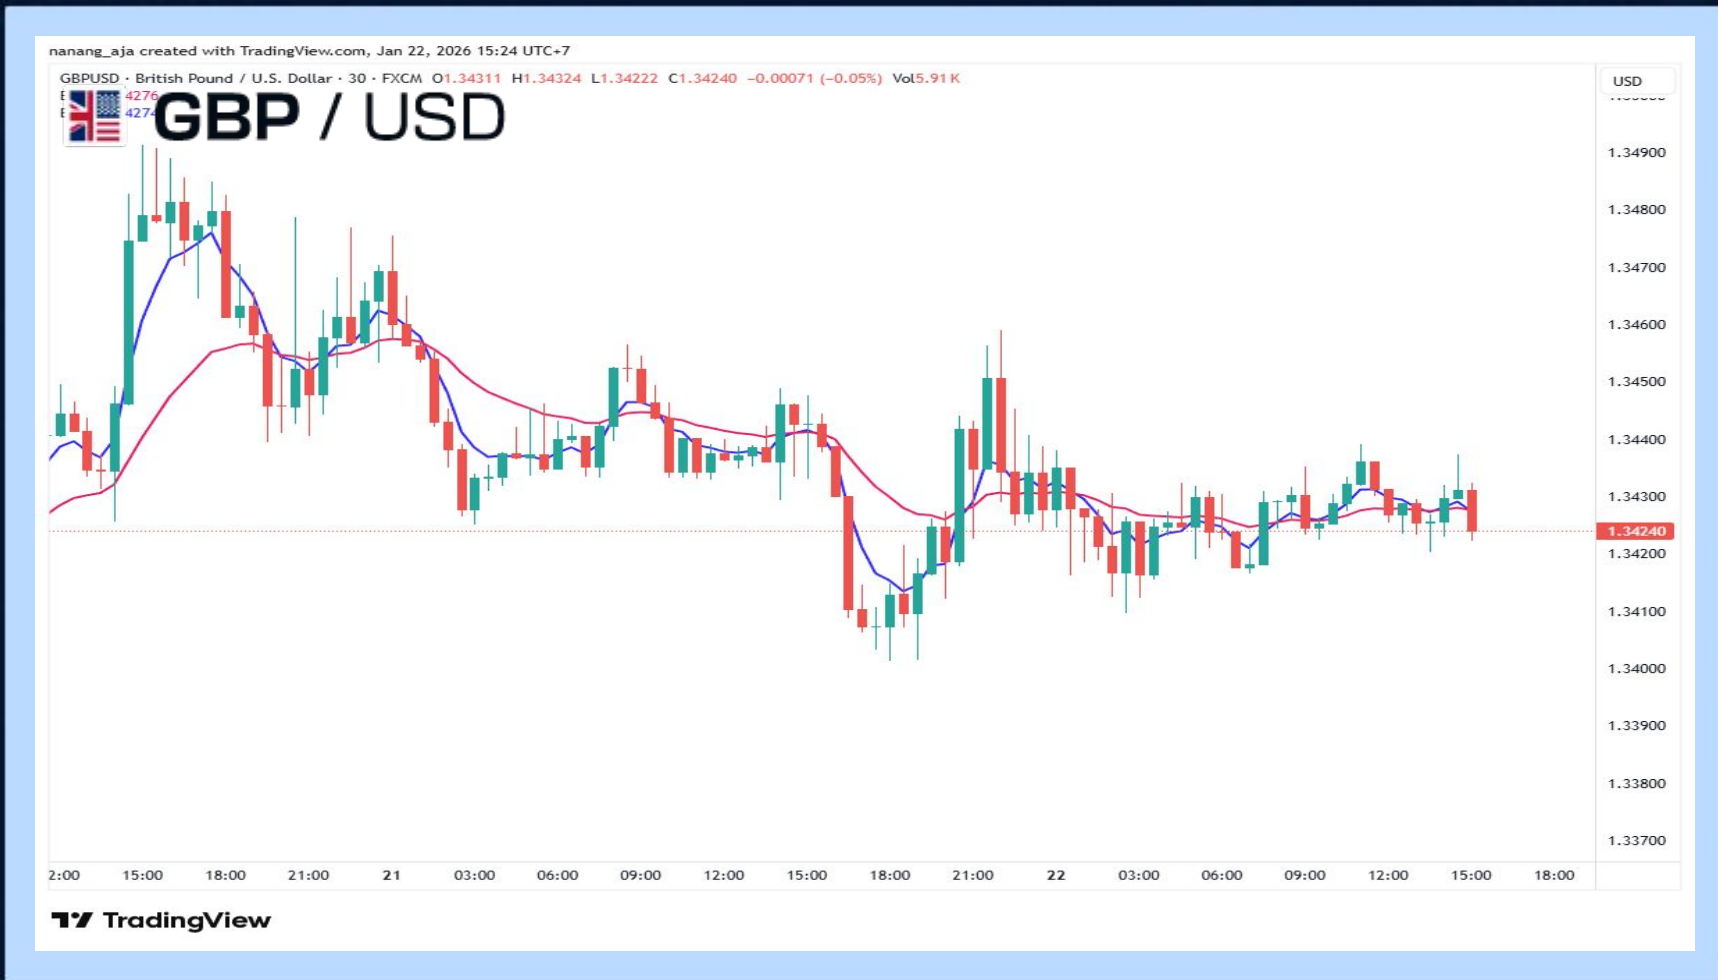 nanang_aja created with TradingView.com, Jan 22, 2026 15:24 UTC+7
GBPUSD · British Pound / U.S. Dollar · 30 · FXCM O1.34311 H1.34324 L1.34222 C1.34240 −0.00071 (−0.05%) Vol5.91 K
USD
E 4276
E 4274
GBP / USD
1.34900
1.34800
1.34700
1.34600
1.34500
1.34400
1.34300
1.34240
1.34200
1.34100
1.34000
1.33900
1.33800
1.33700
2:00 15:00 18:00 21:00 21 03:00 06:00 09:00 12:00 15:00 18:00 21:00 22 03:00 06:00 09:00 12:00 15:00 18:00
TradingView